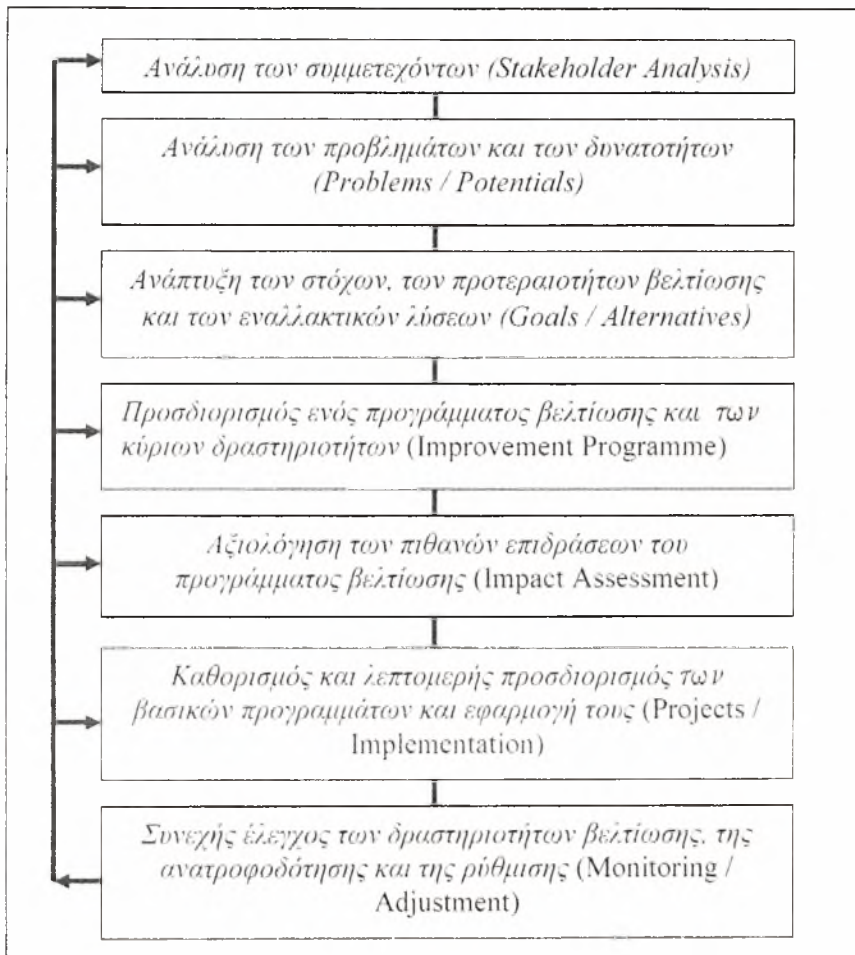 Ανάλυση των συμμετεχόντων (Stakeholder Analysis)
Ανάλυση των προβλημάτων και των δυνατοτήτων
(Problems / Potentials)
Ανάπτυξη των στόχων, των προτεραιοτήτων βελτίωσης
και των εναλλακτικών λύσεων (Goals / Alternatives)
Προσδιορισμός ενός προγράμματος βελτίωσης και των
κύριων δραστηριοτήτων (Improvement Programme)
Αξιολόγηση των πιθανών επιδράσεων του
προγράμματος βελτίωσης (Impact Assessment)
Καθορισμός και λεπτομερής προσδιορισμός των
βασικών προγραμμάτων και εφαρμογή τους (Projects /
Implementation)
Συνεχής έλεγχος των δραστηριοτήτων βελτίωσης, της
ανατροφοδότησης και της ρύθμισης (Monitoring /
Adjustment)